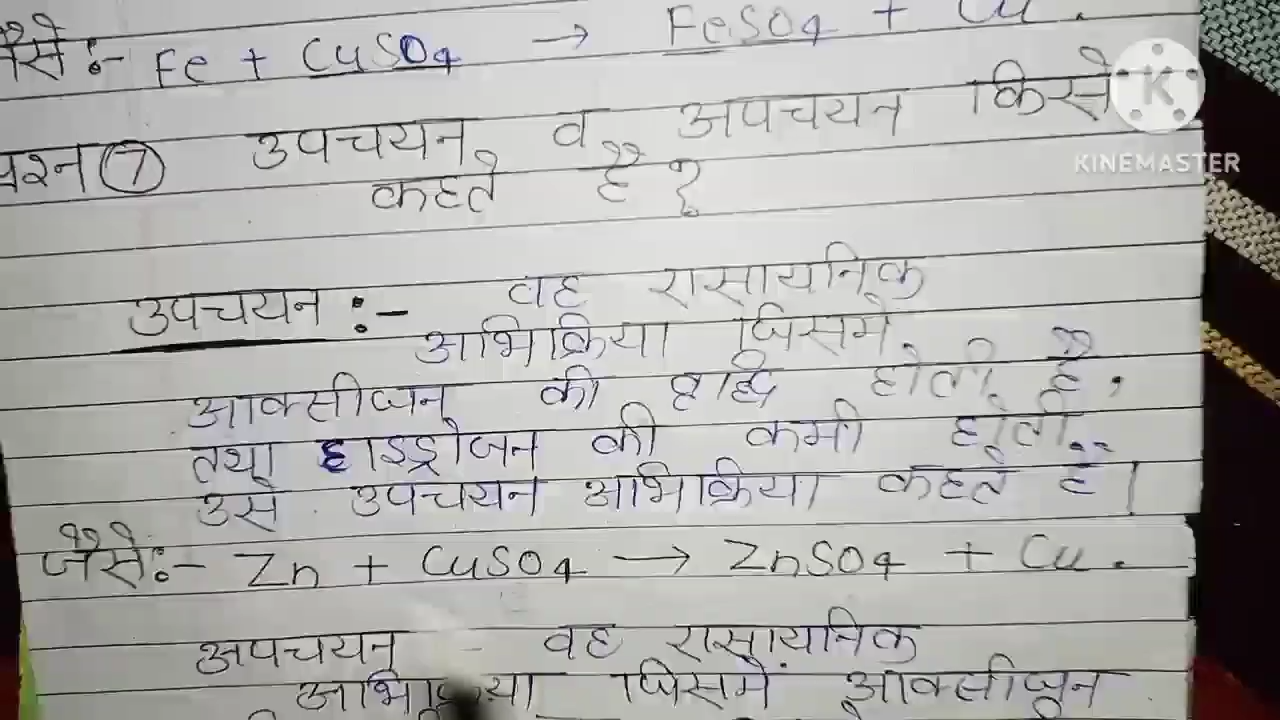 जैसे :- Fe + CuSO4 → FeSO4 + Cu.
प्रश्न 7 उपचयन व अपचयन किसे
कहते हैं ?
उपचयन :- वह रासायनिक
अभिक्रिया जिसमें
आक्सीजन की वृद्धि होती है,
तथा हाइड्रोजन की कमी होती..
उसे उपचयन अभिक्रिया कहते हैं।
जैसे:- Zn + CuSO4 → ZnSO4 + Cu.
अपचयन - वह रासायनिक
अभिक्रिया जिसमें आक्सीजन
K
KINEMASTER